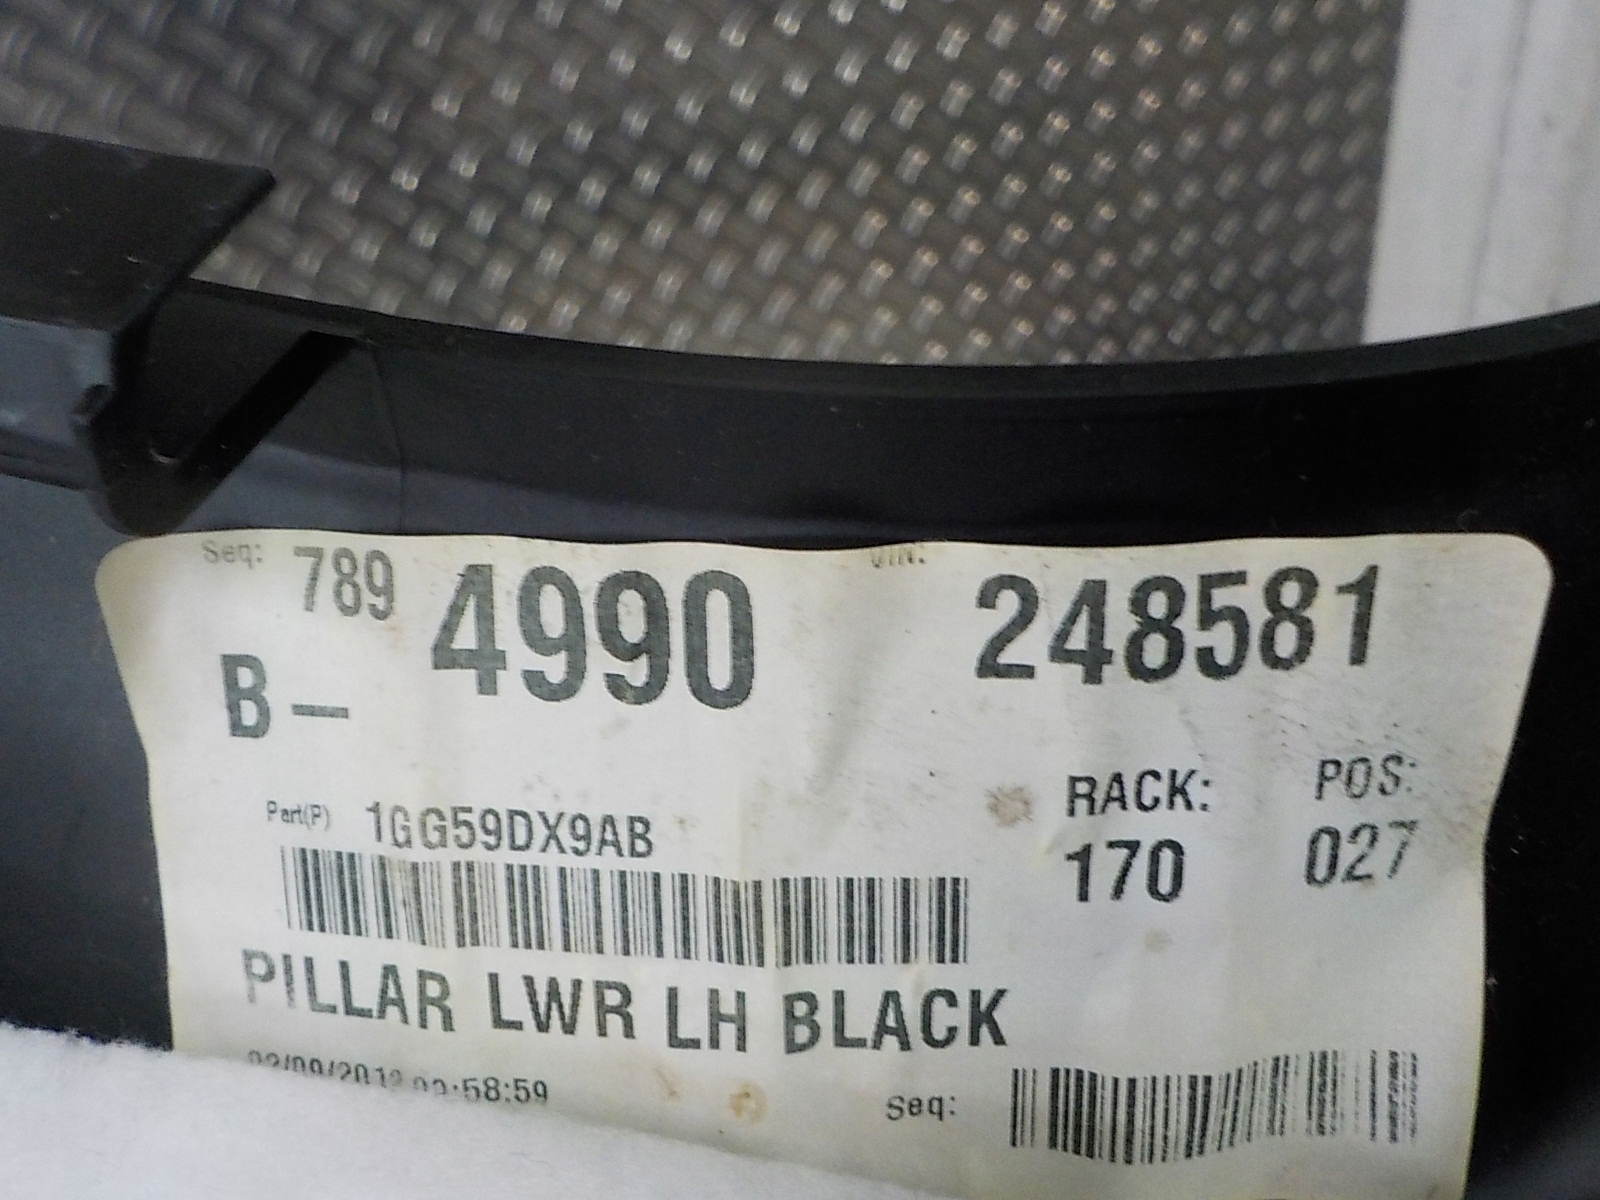 Seq: 789 4990 VIN: 248581
B-
RACK: POS:
Part(P) 1GG59DX9AB 170 027
PILLAR LWR LH BLACK
Seq: